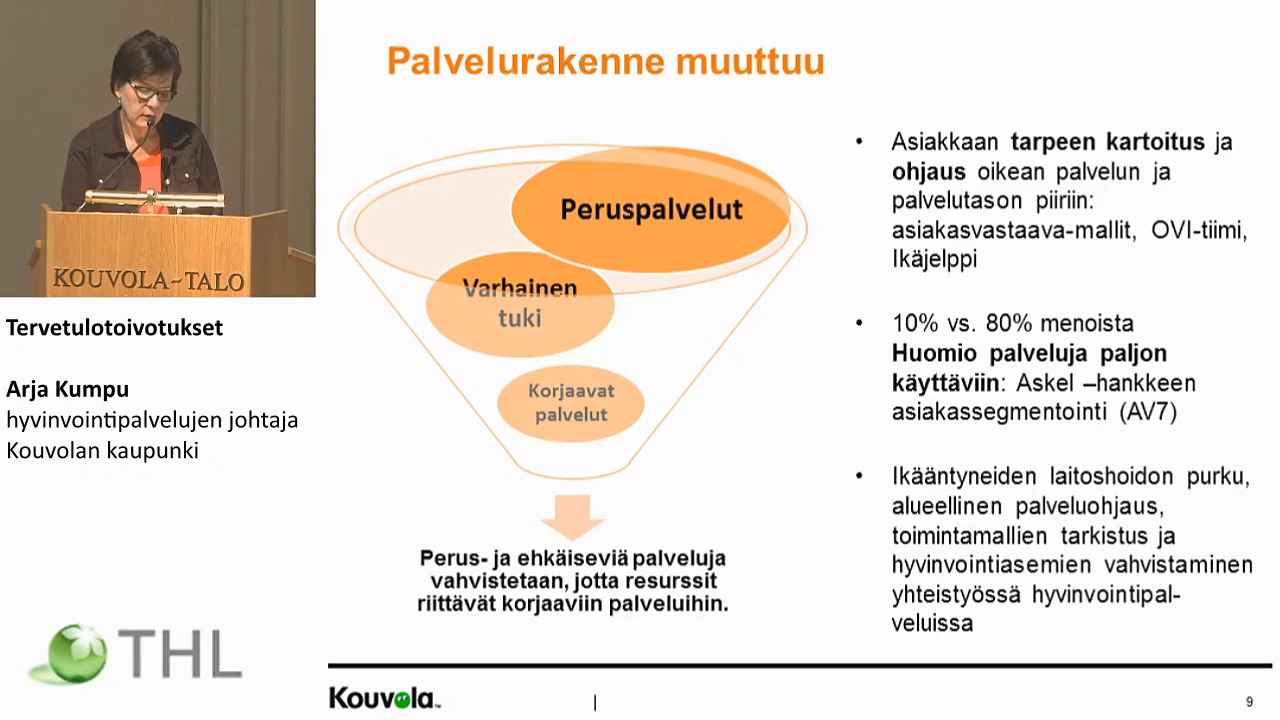 KOUVOLA~TALO
Tervetulotoivotukset
Arja Kumpu
hyvinvointipalvelujen johtaja
Kouvolan kaupunki
THL
Palvelurakenne muuttuu
Peruspalvelut
Varhainen
tuki
Korjaavat
palvelut
Perus- ja ehkäiseviä palveluja
vahvistetaan, jotta resurssit
riittävät korjaaviin palveluihin.
• Asiakkaan tarpeen kartoitus ja
ohjaus oikean palvelun ja
palvelutason piiriin:
asiakasvastaava-mallit, OVI-tiimi,
Ikäjelppi
• 10% vs. 80% menoista
Huomio palveluja paljon
käyttäviin: Askel –hankkeen
asiakassegmentointi (AV7)
• Ikääntyneiden laitoshoidon purku,
alueellinen palveluohjaus,
toimintamallien tarkistus ja
hyvinvointiasemien vahvistaminen
yhteistyössä hyvinvointipal-
veluissa
Kouvola™
|
9